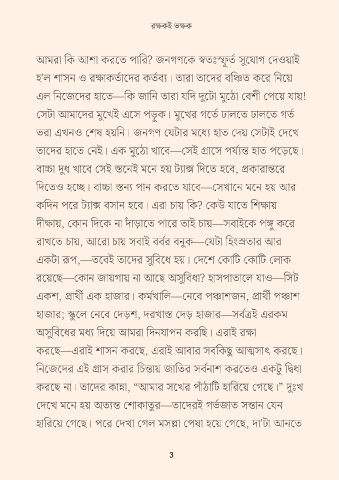 রক্ষকই ভক্ষক
আমরা কি আশা করতে পারি? জনগণকে স্বতঃস্ফূর্ত সুযোগ দেওয়াই
হ'ল শাসন ও রক্ষাকর্তাদের কর্তব্য। তারা তাদের বঞ্চিত করে নিয়ে
এল নিজেদের হাতে—কি জানি তারা যদি দুটো মুঠো বেশী পেয়ে যায়!
সেটা আমাদের মুখেই এসে পড়ুক। মুখের গর্তে ঢালতে ঢালতে গর্ত
ভরা এখনও শেষ হয়নি। জনগণ যেটার মধ্যে হাত দেয় সেটাই দেখে
তাদের হাতে নেই। এক মুঠো খাবে—সেই গ্রাসে পর্য্যন্ত হাত পড়েছে।
বাচ্চা দুধ খাবে সেই স্তনেই মনে হয় ট্যাক্স দিতে হবে, প্রকারান্তরে
দিতেও হচ্ছে। বাচ্চা স্তন্য পান করতে যাবে—সেখানে মনে হয় আর
কদিন পরে ট্যাক্স বসান হবে। এরা চায় কি? কেউ যাতে শিক্ষায়
দীক্ষায়, কোন দিকে না দাঁড়াতে পারে তাই চায়—সবাইকে পঙ্গু করে
রাখতে চায়, আরো চায় সবাই বর্বর বনুক—যেটা হিংস্রতার আর
একটা রূপ,—তবেই তাদের সুবিধে হয়। দেশে কোটি কোটি লোক
রয়েছে—কোন জায়গায় না আছে অসুবিধা? হাসপাতালে যাও—সিট
একশ, প্রার্থী এক হাজার। কর্মখালি—নেবে পঞ্চাশজন, প্রার্থী পঞ্চাশ
হাজার; স্কুলে নেবে দেড়শ, দরখাস্ত দেড় হাজার—সর্বত্রই এরকম
অসুবিধের মধ্য দিয়ে আমরা দিনযাপন করছি। এরাই রক্ষা
করছে—এরাই শাসন করছে, এরাই আবার সবকিছু আত্মসাৎ করছে।
নিজেদের এই গ্রাস করার চিন্তায় জাতির সর্বনাশ করতেও একটু দ্বিধা
করছে না। তাদের কান্না, “আমার সখের পাঁঠাটি হারিয়ে গেছে।” দুঃখ
দেখে মনে হয় অত্যন্ত শোকাতুর—তাদেরই গর্ভজাত সন্তান যেন
হারিয়ে গেছে। পরে দেখা গেল মসল্লা পেষা হয়ে গেছে, দা'টা আনতে
3